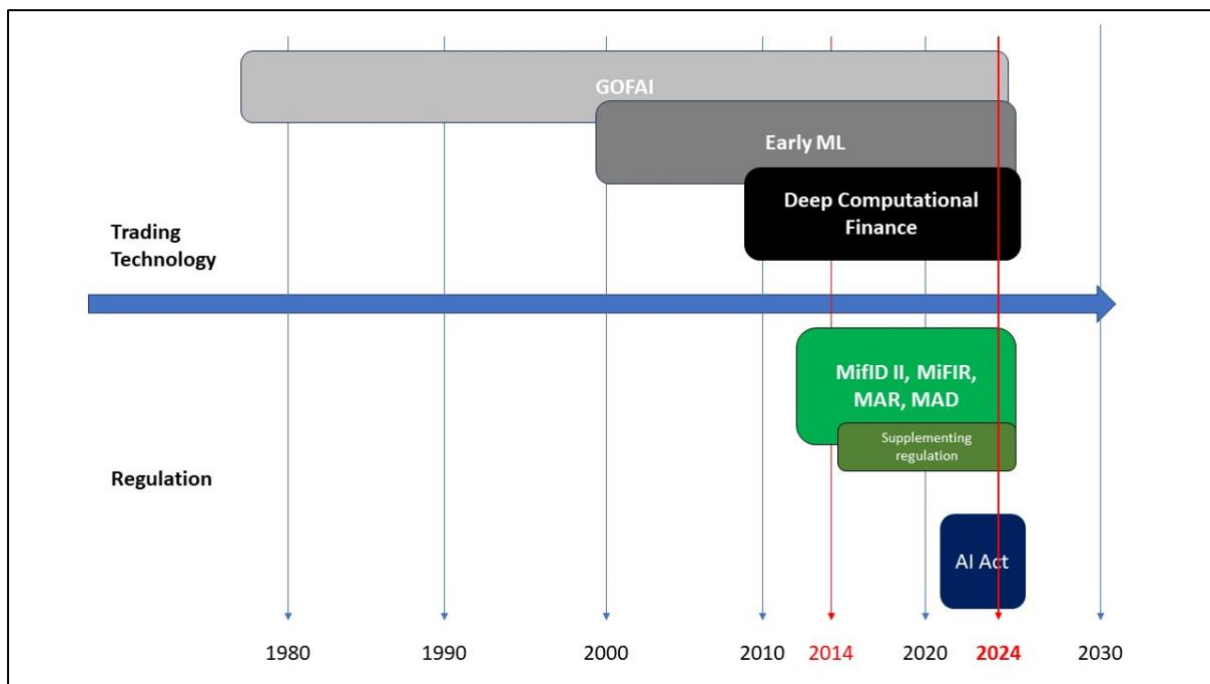 GOFAI
Early ML
Deep Computational
Finance
Trading
Technology
MifID II, MiFIR,
MAR, MAD
Supplementing
regulation
Regulation
AI Act
1980
1990
2000
2010
2014
2020
2024
2030